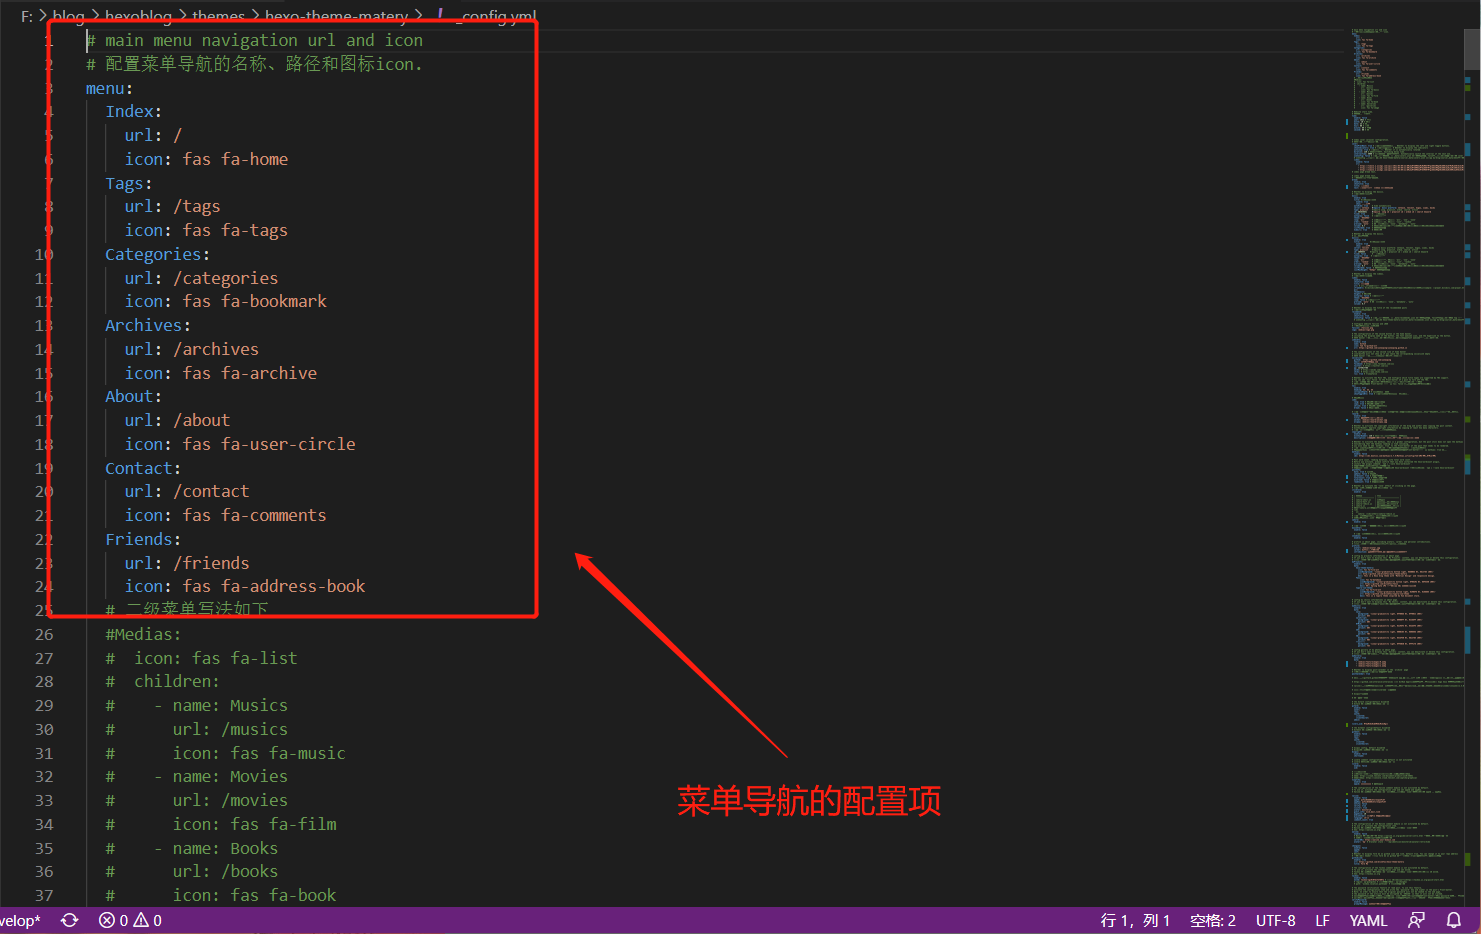 F: > blog > hexoblog > themes > hexo-theme-matery > ! _config.yml
1 # main menu navigation url and icon
2 # 配置菜单导航的名称、路径和图标icon.
3 menu:
4 Index:
5 url: /
6 icon: fas fa-home
7 Tags:
8 url: /tags
9 icon: fas fa-tags
10 Categories:
11 url: /categories
12 icon: fas fa-bookmark
13 Archives:
14 url: /archives
15 icon: fas fa-archive
16 About:
17 url: /about
18 icon: fas fa-user-circle
19 Contact:
20 url: /contact
21 icon: fas fa-comments
22 Friends:
23 url: /friends
24 icon: fas fa-address-book
25 # 二级菜单写法如下
26 #Medias:
27 # icon: fas fa-list
28 # children:
29 # - name: Musics
30 # url: /musics
31 # icon: fas fa-music
32 # - name: Movies
33 # url: /movies
34 # icon: fas fa-film
35 # - name: Books
36 # url: /books
37 # icon: fas fa-book
菜单导航的配置项
velop* 0 0 行 1，列 1 空格: 2 UTF-8 LF YAML